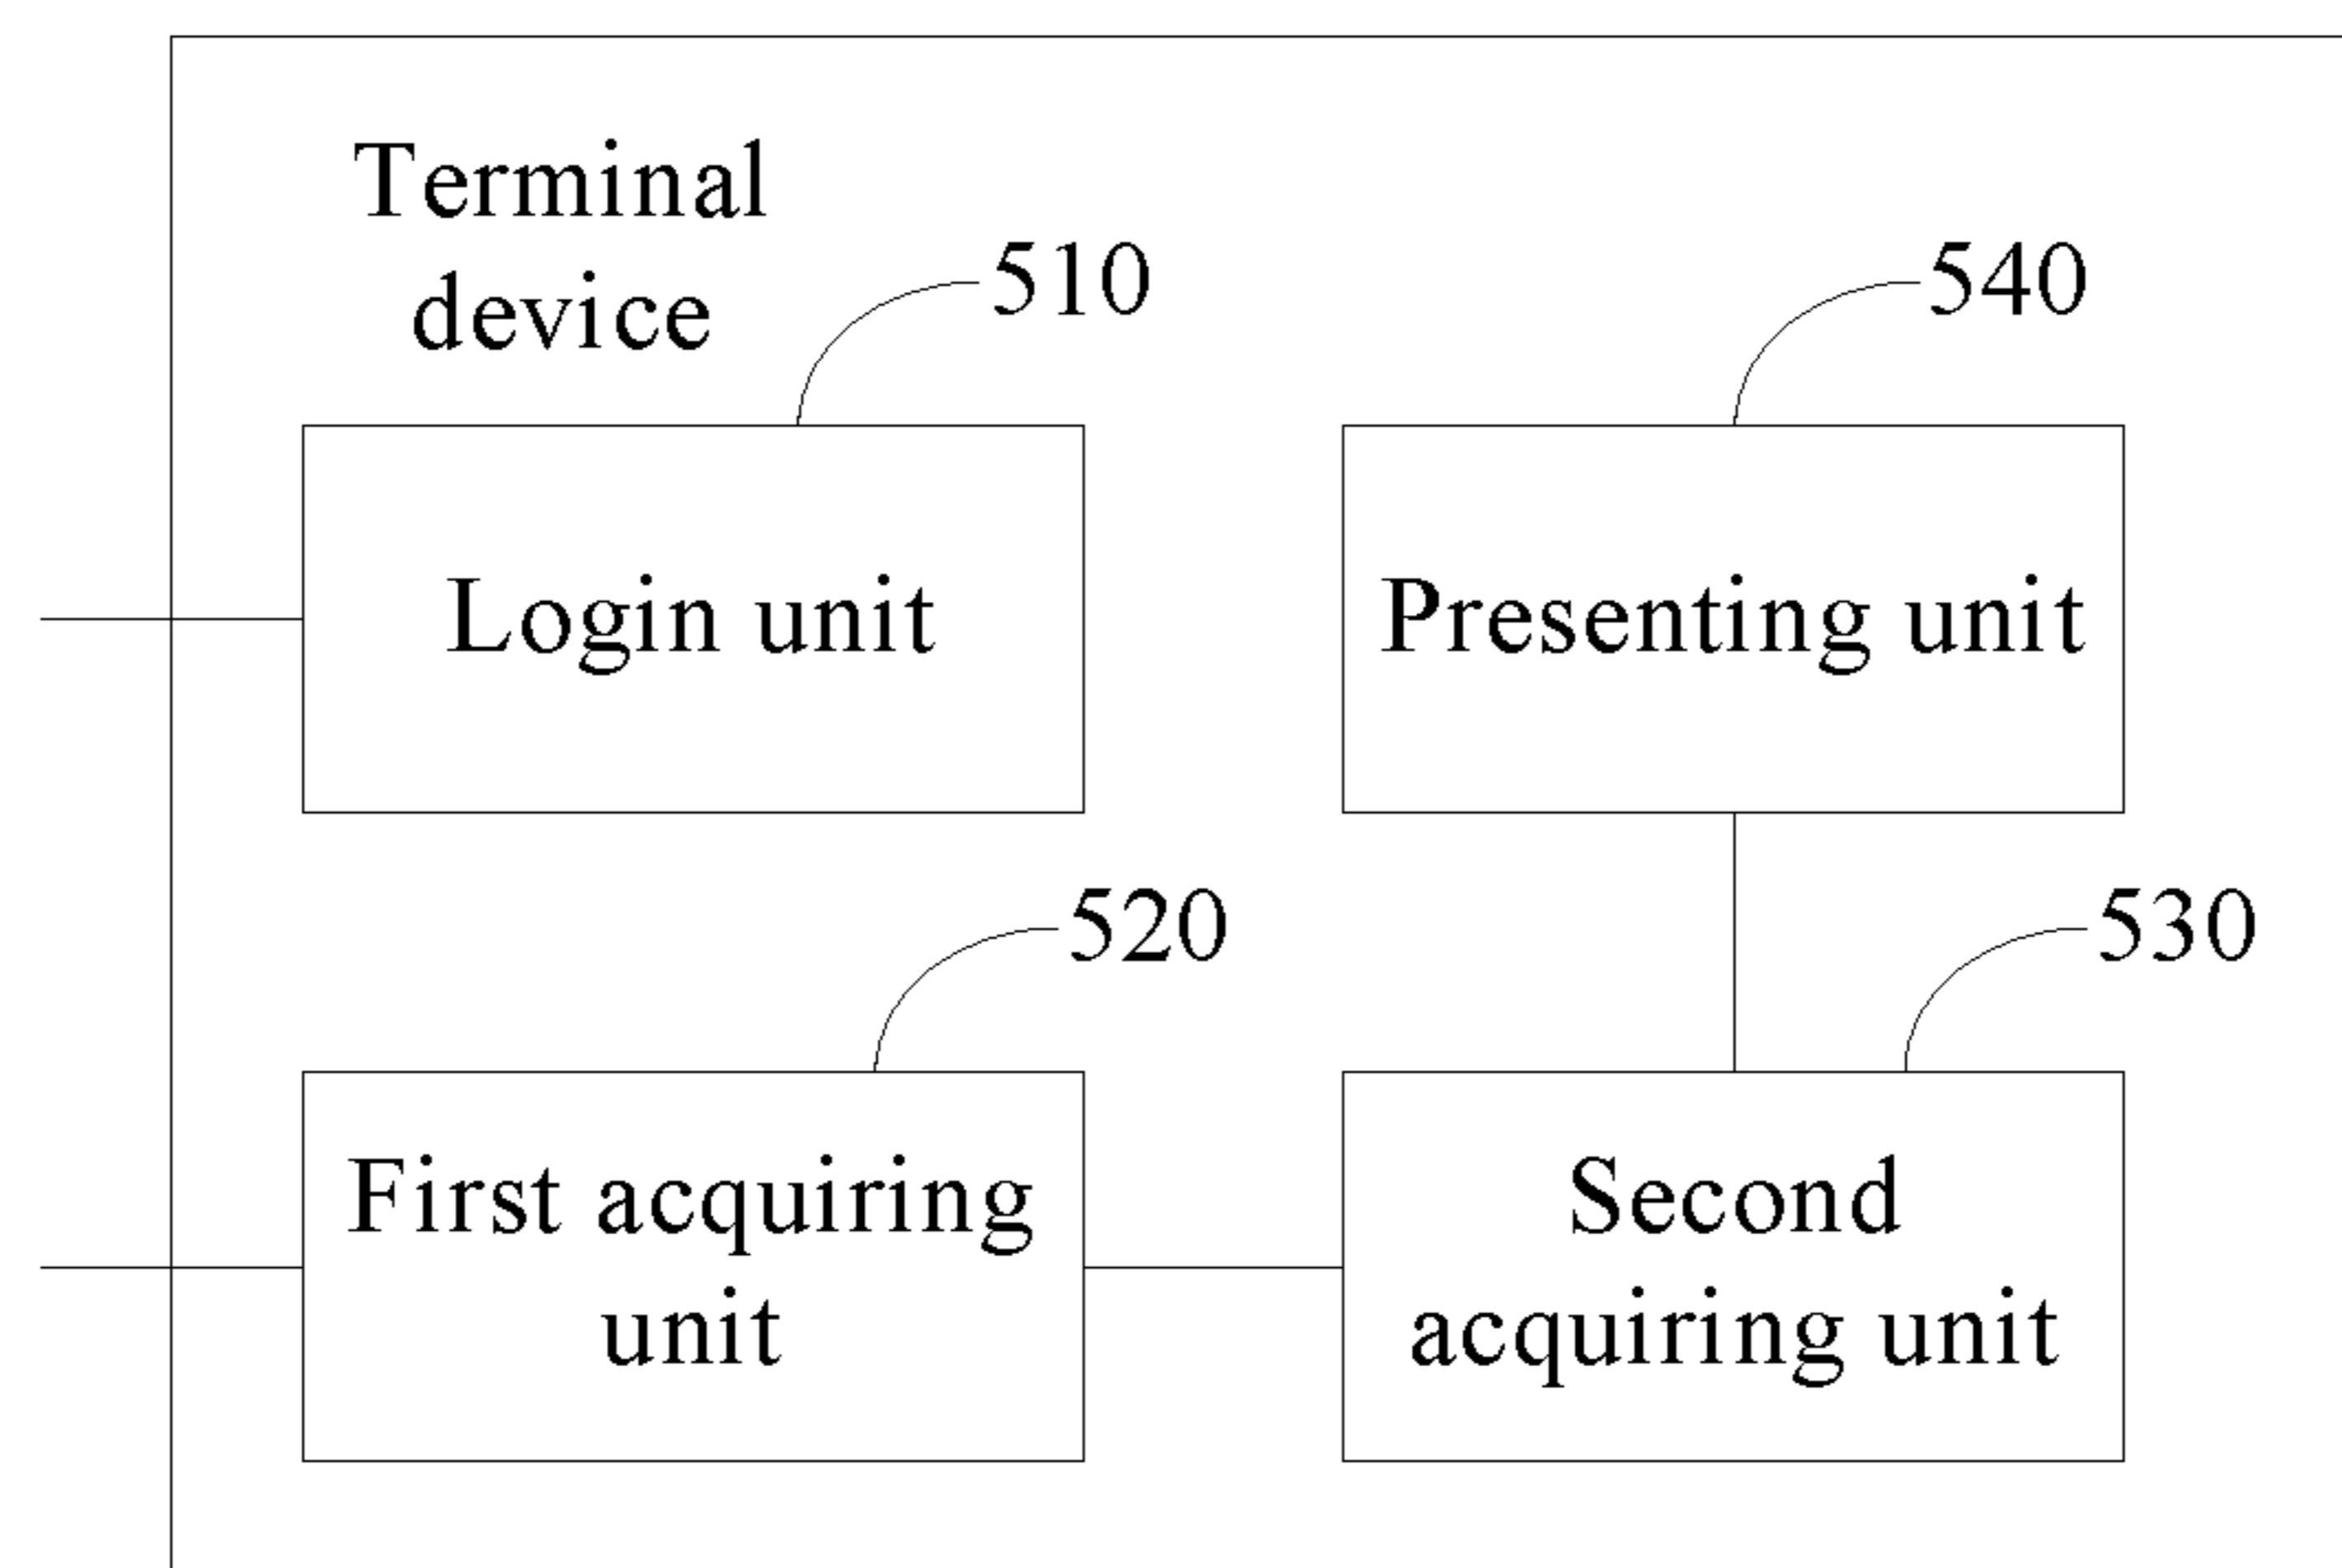 Terminal
device
510
540
Login unit
Presenting unit
520
530
First acquiring
unit
Second
acquiring unit